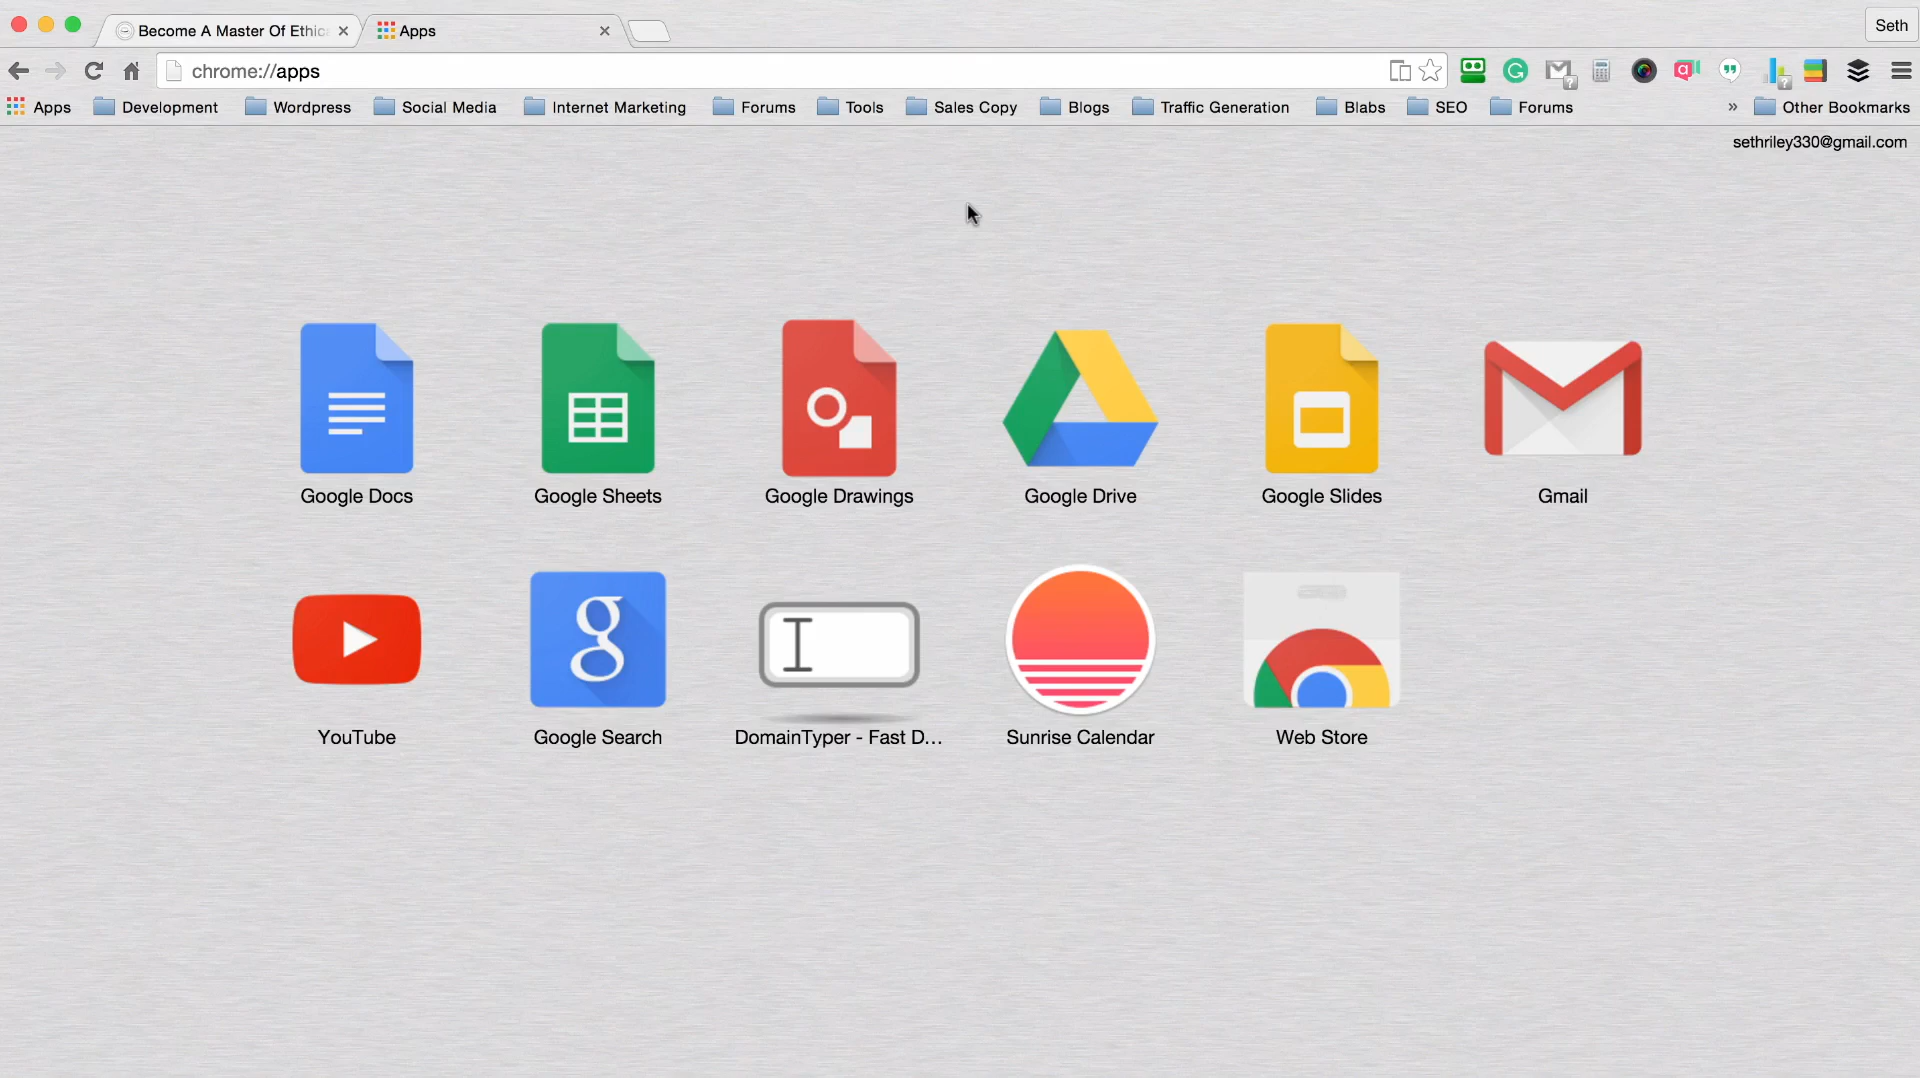 Become A Master Of Ethic
Apps
Seth
chrome://apps
Apps
Development
Wordpress
Social Media
Internet Marketing
Forums
Tools
Sales Copy
Blogs
Traffic Generation
Blabs
SEO
Forums
»
Other Bookmarks
sethriley330@gmail.com
Google Docs
Google Sheets
Google Drawings
Google Drive
Google Slides
Gmail
YouTube
Google Search
DomainTyper - Fast D...
Sunrise Calendar
Web Store